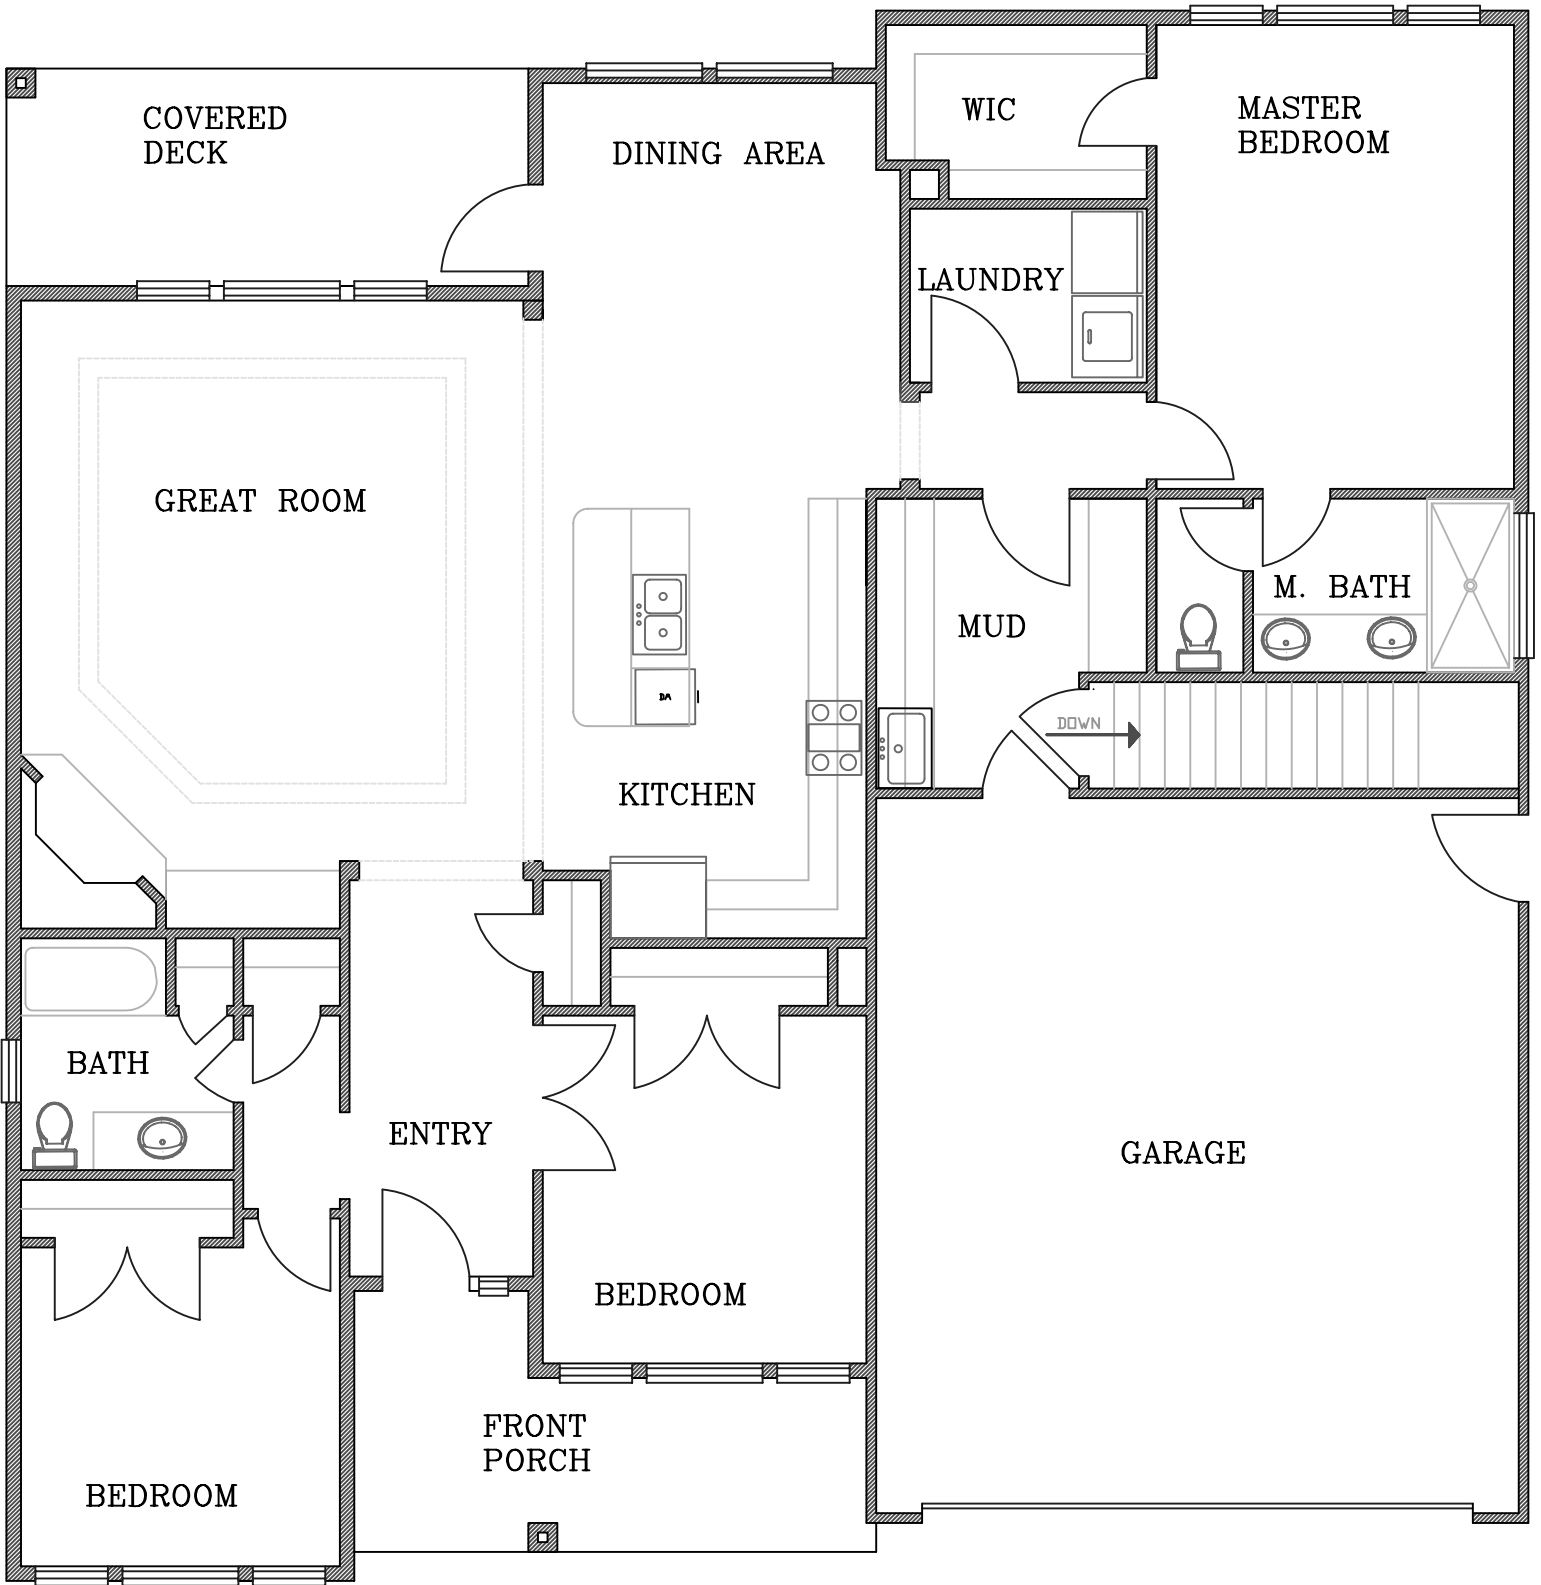 COVERED
DECK
DINING AREA
WIC
MASTER
BEDROOM
LAUNDRY
GREAT ROOM
M. BATH
MUD
DOWN
KITCHEN
BATH
ENTRY
GARAGE
BEDROOM
FRONT
PORCH
BEDROOM